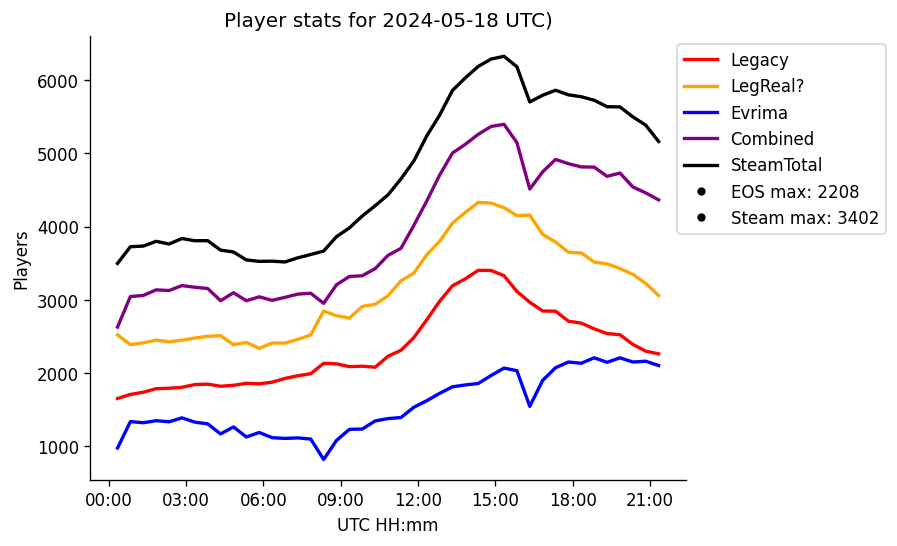 Player stats for 2024-05-18 UTC)
Players
6000
5000
4000
3000
2000
1000
00:00 03:00 06:00 09:00 12:00 15:00 18:00 21:00
UTC HH:mm
Legacy
LegReal?
Evrima
Combined
SteamTotal
EOS max: 2208
Steam max: 3402